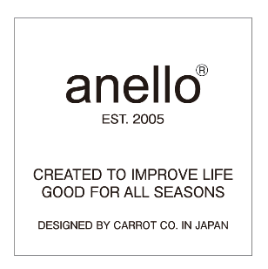 anello®
EST. 2005
CREATED TO IMPROVE LIFE
GOOD FOR ALL SEASONS
DESIGNED BY CARROT CO. IN JAPAN